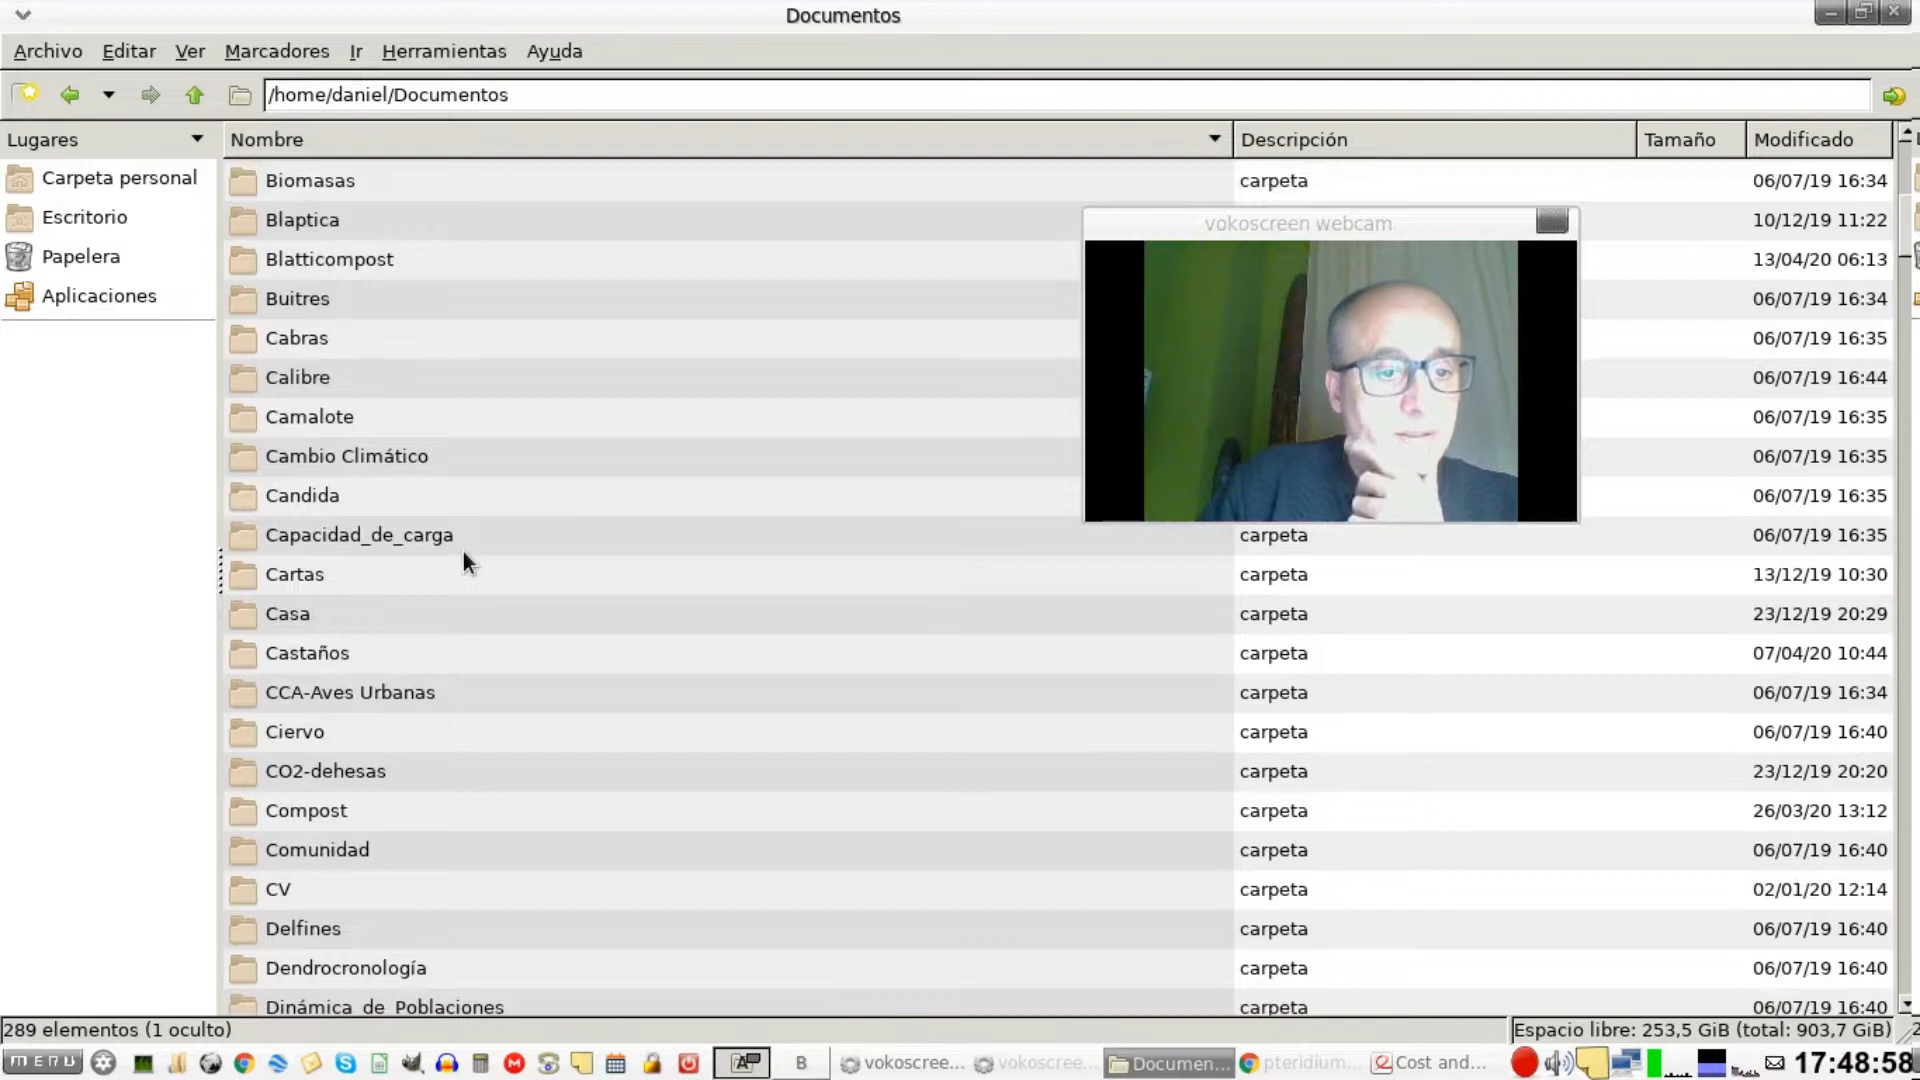 Documentos
Archivo Editar Ver Marcadores Ir Herramientas Ayuda
/home/daniel/Documentos
Lugares Nombre Descripción Tamaño Modificado
Carpeta personal
Escritorio
Papelera
Aplicaciones
Biomasas carpeta 06/07/19 16:34
Blaptica 10/12/19 11:22
vokoscreen webcam
Blatticompost 13/04/20 06:13
Buitres 06/07/19 16:34
Cabras 06/07/19 16:35
Calibre 06/07/19 16:44
Camalote 06/07/19 16:35
Cambio Climático 06/07/19 16:35
Candida 06/07/19 16:35
Capacidad_de_carga carpeta 06/07/19 16:35
Cartas carpeta 13/12/19 10:30
Casa carpeta 23/12/19 20:29
Castaños carpeta 07/04/20 10:44
CCA-Aves Urbanas carpeta 06/07/19 16:34
Ciervo carpeta 06/07/19 16:40
CO2-dehesas carpeta 23/12/19 20:20
Compost carpeta 26/03/20 13:12
Comunidad carpeta 06/07/19 16:40
CV carpeta 02/01/20 12:14
Delfines carpeta 06/07/19 16:40
Dendrocronología carpeta 06/07/19 16:40
Dinámica de Poblaciones carpeta 06/07/19 16:40
289 elementos (1 oculto) Espacio libre: 253,5 GiB (total: 903,7 GiB)
menu B vokoscree... vokoscree... Documen... pteridium... Cost and... 17:48:58